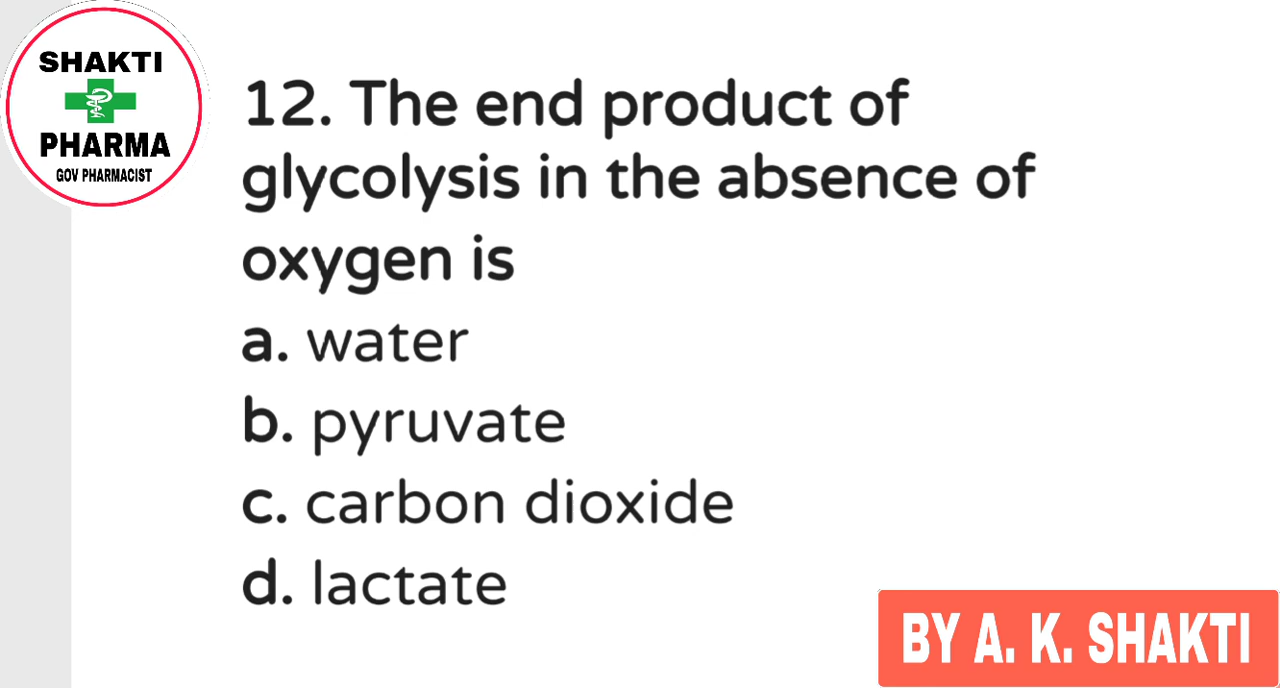 SHAKTI
PHARMA
GOV PHARMACIST
12. The end product of
glycolysis in the absence of
oxygen is
a. water
b. pyruvate
c. carbon dioxide
d. lactate
BY A. K. SHAKTI